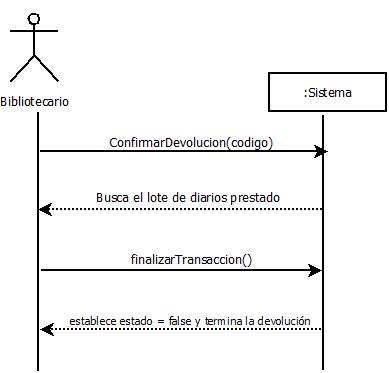 Bibliotecario
:Sistema
ConfirmarDevolucion(codigo)
Busca el lote de diarios prestado
finalizarTransaccion()
establece estado = false y termina la devolución